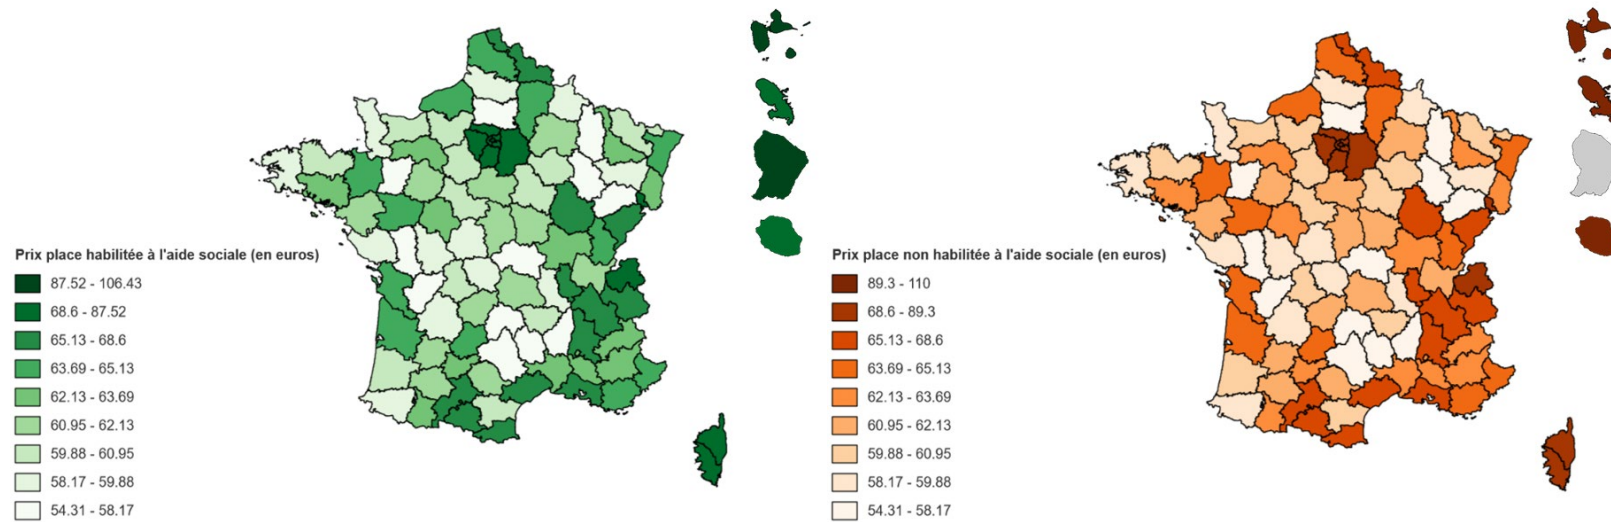 Prix place habilitée à l'aide sociale (en euros)
87.52 - 106.43
68.6 - 87.52
65.13 - 68.6
63.69 - 65.13
62.13 - 63.69
60.95 - 62.13
59.88 - 60.95
58.17 - 59.88
54.31 - 58.17
Prix place non habilitée à l'aide sociale (en euros)
89.3 - 110
68.6 - 89.3
65.13 - 68.6
63.69 - 65.13
62.13 - 63.69
60.95 - 62.13
59.88 - 60.95
58.17 - 59.88
54.31 - 58.17